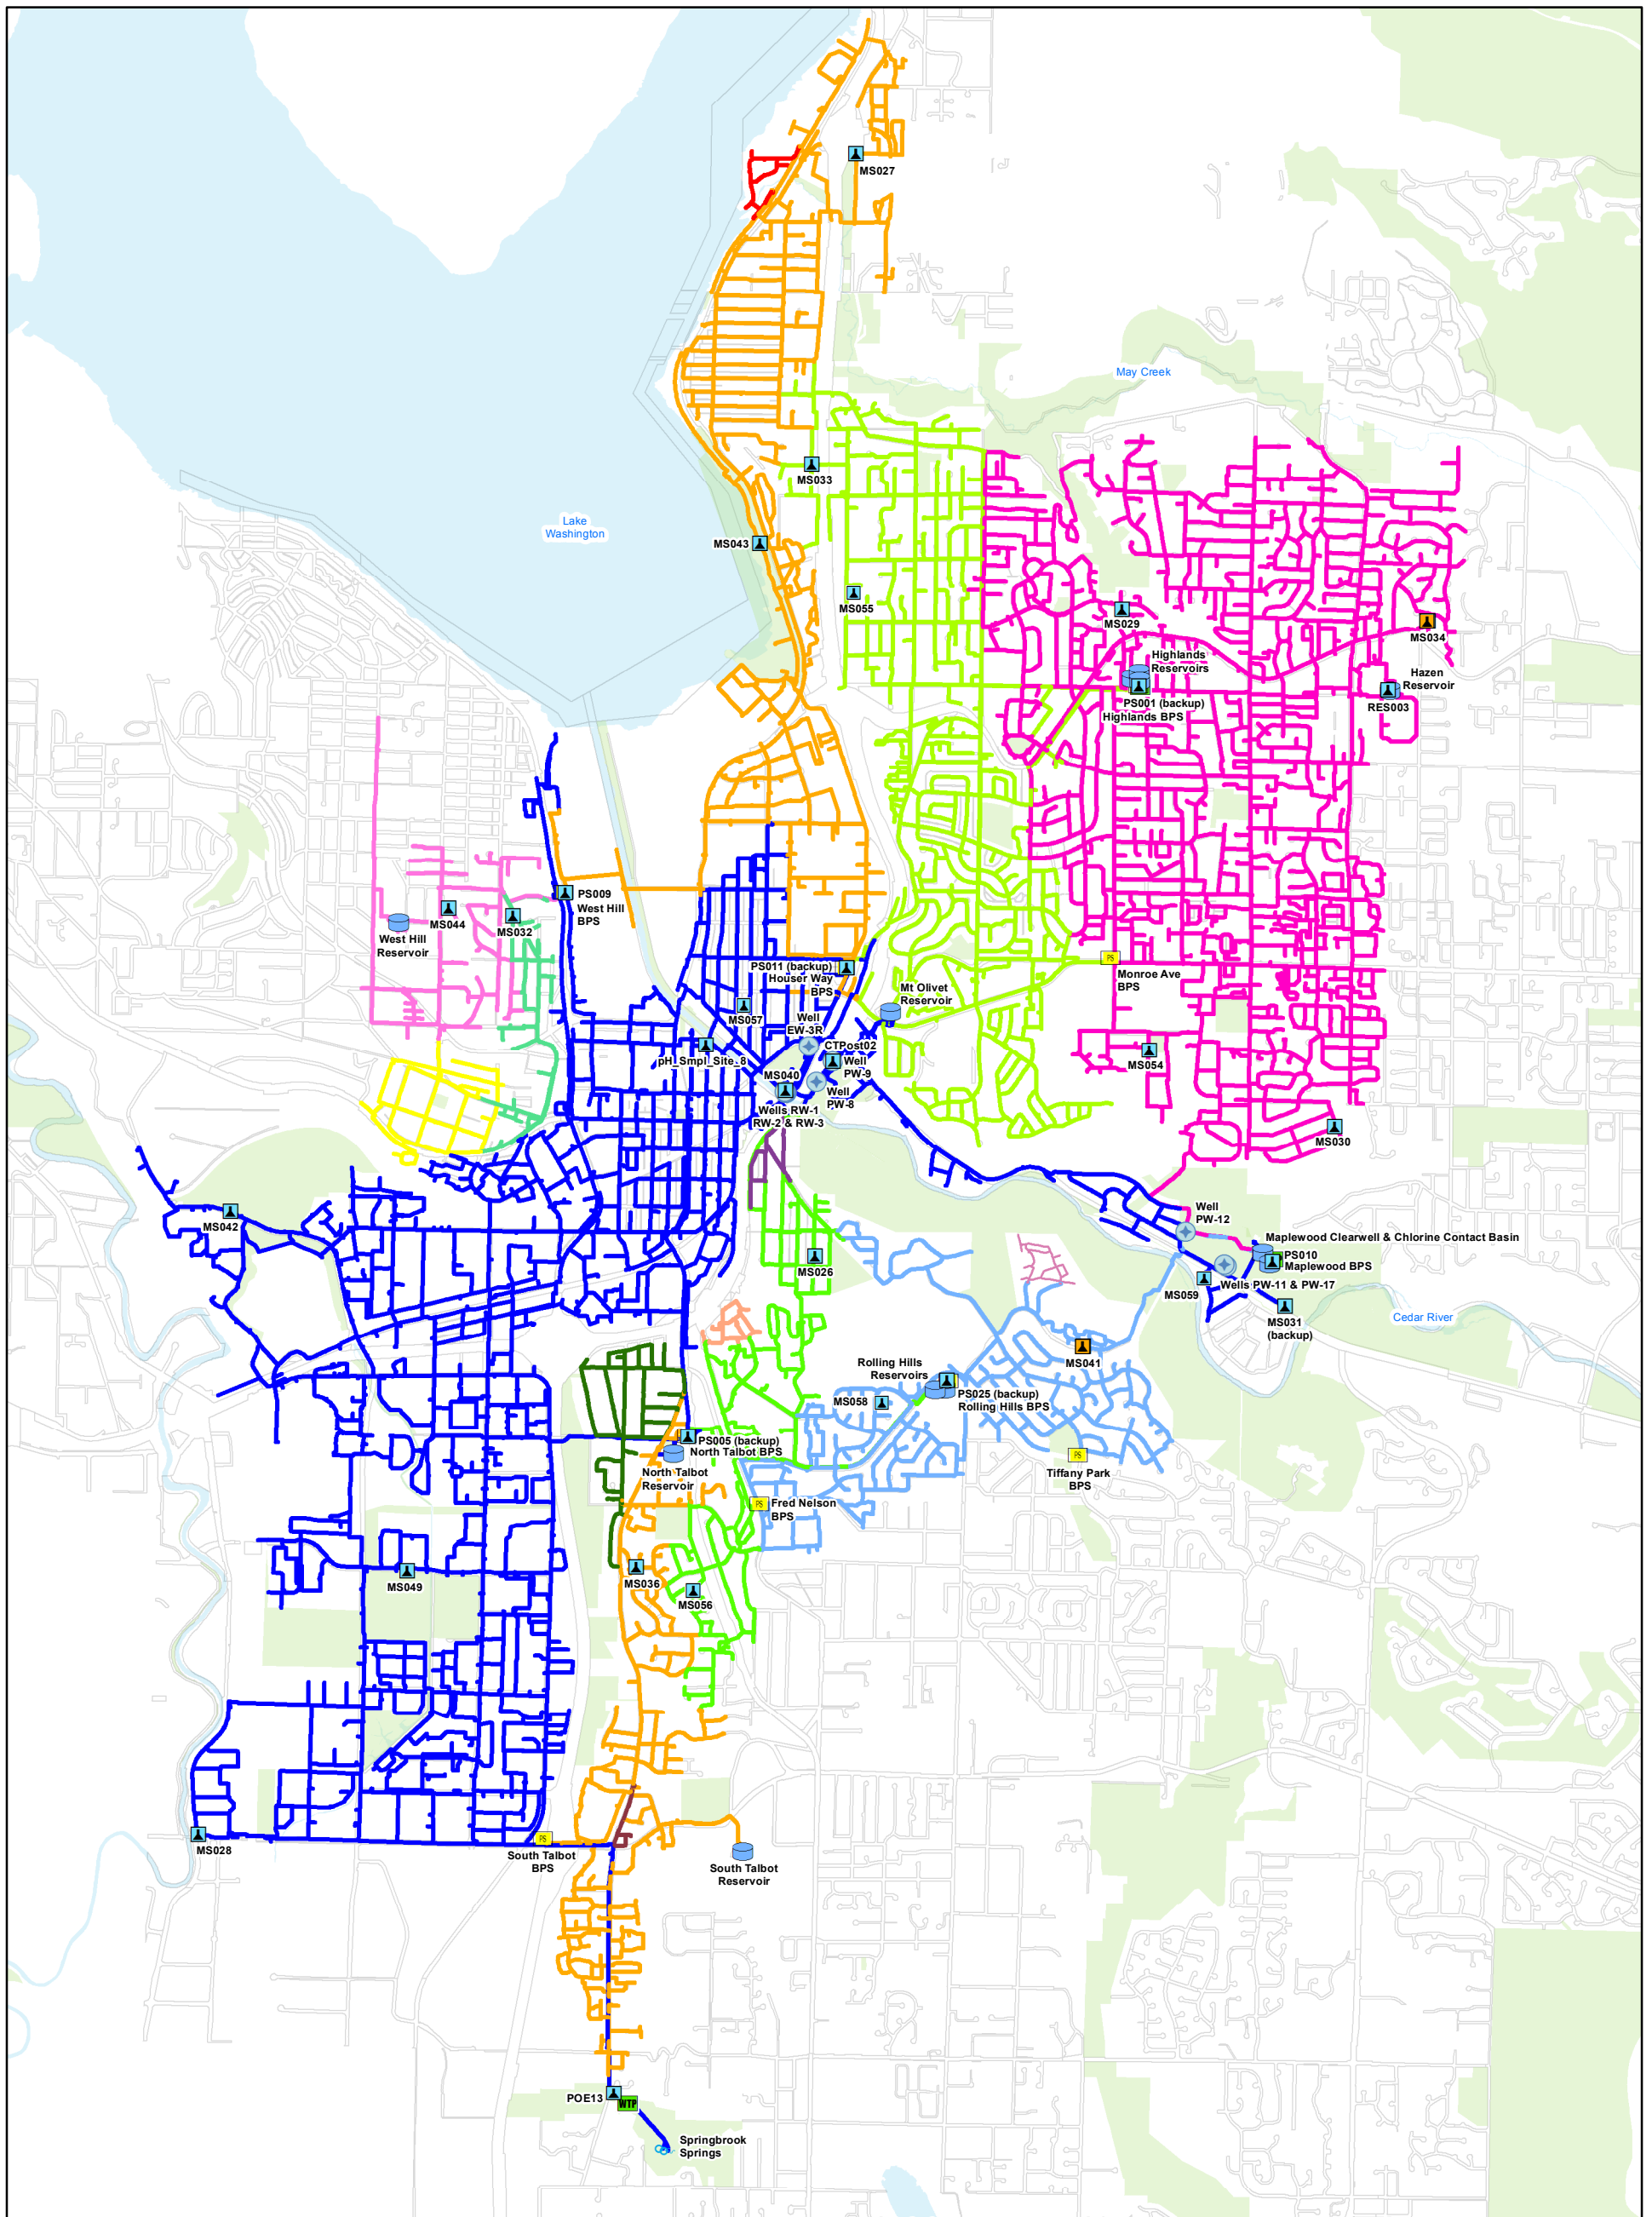 MS027
May Creek
MS033
Lake
Washington
MS043
MS055
MS029
MS034
Highlands
Reservoirs
Hazen
Reservoir
PS001 (backup)
Highlands BPS
RES003
PS009
West Hill
BPS
MS044
MS032
West Hill
Reservoir
PS
Monroe Ave
BPS
PS011 (backup)
Houser Way
BPS
Mt Olivet
Reservoir
MS057
Well
EW-3R
CTPost02
Well
PW-9
pH_Smpl_Site_8
MS040
Well
PW-8
Wells RW-1
RW-2 & RW-3
MS054
MS030
MS042
Well
PW-12
Maplewood Clearwell & Chlorine Contact Basin
PS010
Maplewood BPS
MS026
Wells PW-11 & PW-17
MS059
MS031
(backup)
Cedar River
MS041
Rolling Hills
Reservoirs
PS025 (backup)
Rolling Hills BPS
MS058
PS005 (backup)
North Talbot BPS
North Talbot
Reservoir
PS
Tiffany Park
BPS
PS
Fred Nelson
BPS
MS049
MS036
MS056
MS028
PS
South Talbot
BPS
South Talbot
Reservoir
POE13
WTP
Springbrook
Springs